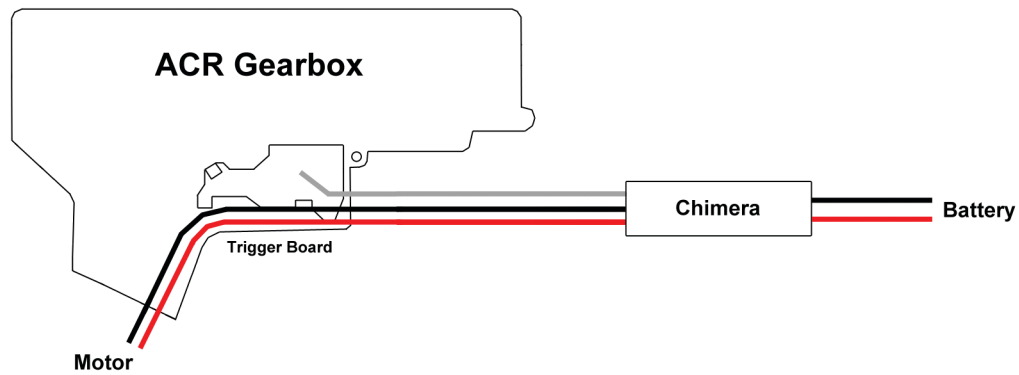 ACR Gearbox
Chimera
Battery
Trigger Board
Motor